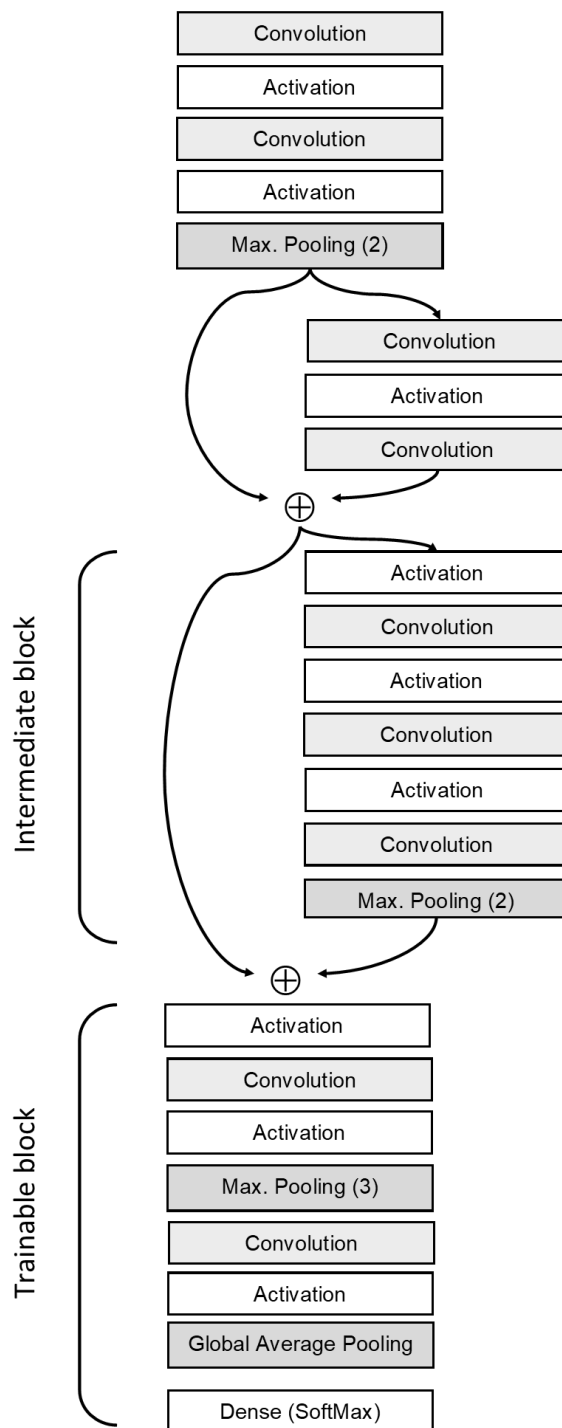 Convolution
Activation
Convolution
Activation
Max. Pooling (2)
Convolution
Activation
Convolution
Intermediate block
Activation
Convolution
Activation
Convolution
Activation
Convolution
Max. Pooling (2)
Trainable block
Activation
Convolution
Activation
Max. Pooling (3)
Convolution
Activation
Global Average Pooling
Dense (SoftMax)